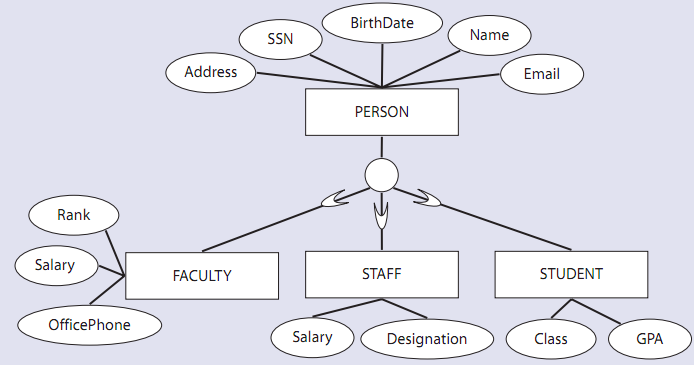 BirthDate
SSN
Name
Address
Email
PERSON
Rank
Salary
OfficePhone
FACULTY
STAFF
STUDENT
Salary
Designation
Class
GPA